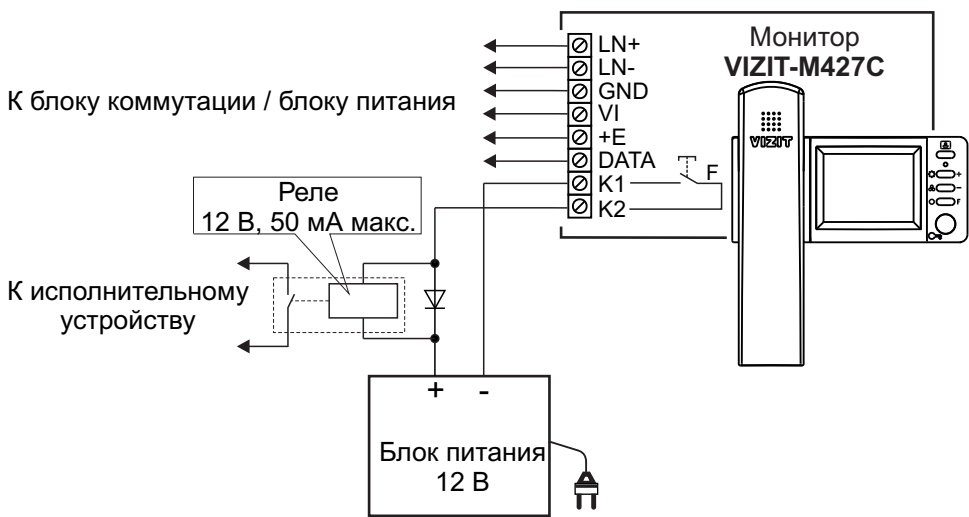 Монитор
VIZIT-M427C
LN+
LN-
GND
VI
+E
DATA
K1
K2
F
К блоку коммутации / блоку питания
VIZIT
+
-
F
Реле
12 В, 50 мА макс.
К исполнительному
устройству
+ -
Блок питания
12 В